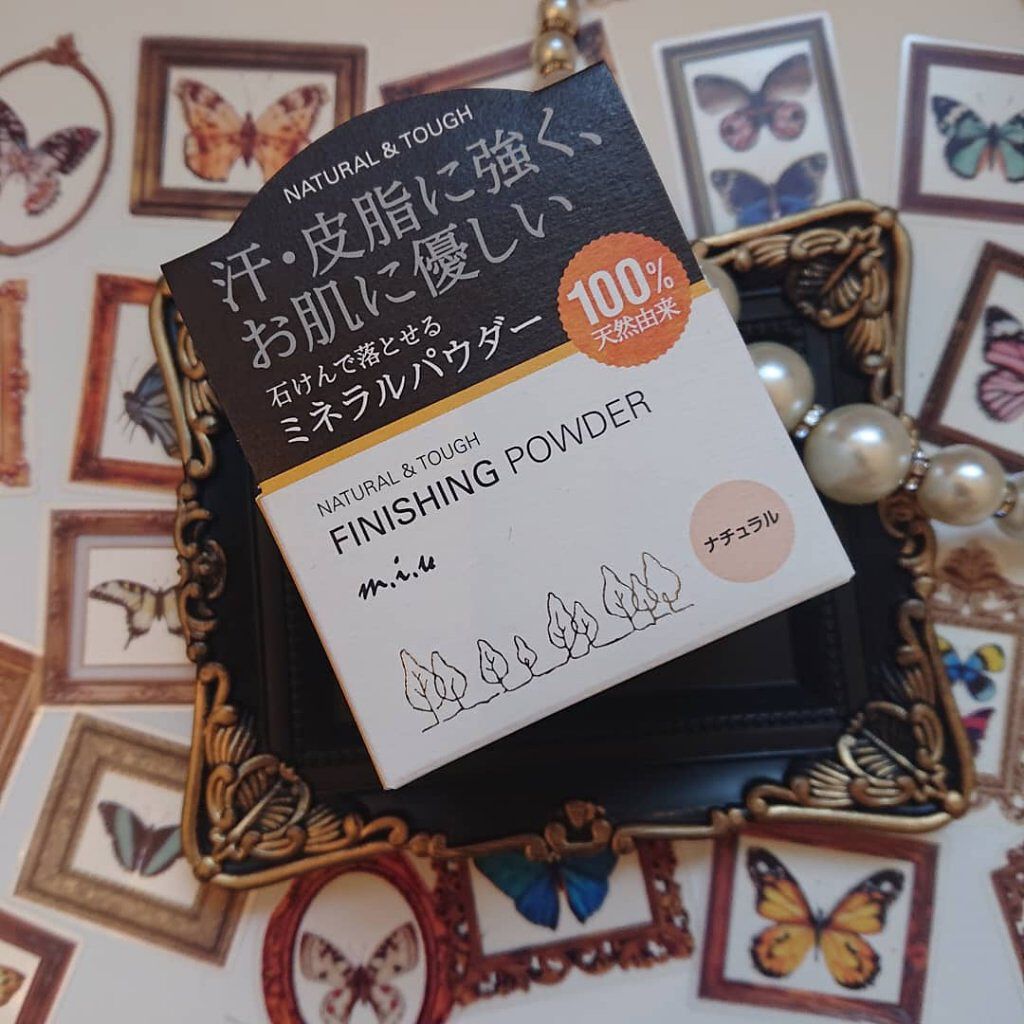 NATURAL & TOUGH
汗・皮脂に強く、
お肌に優しい
石けんで落とせる
ミネラルパウダー
100%
天然由来
NATURAL & TOUGH
FINISHING POWDER
m.i.u
ナチュラル